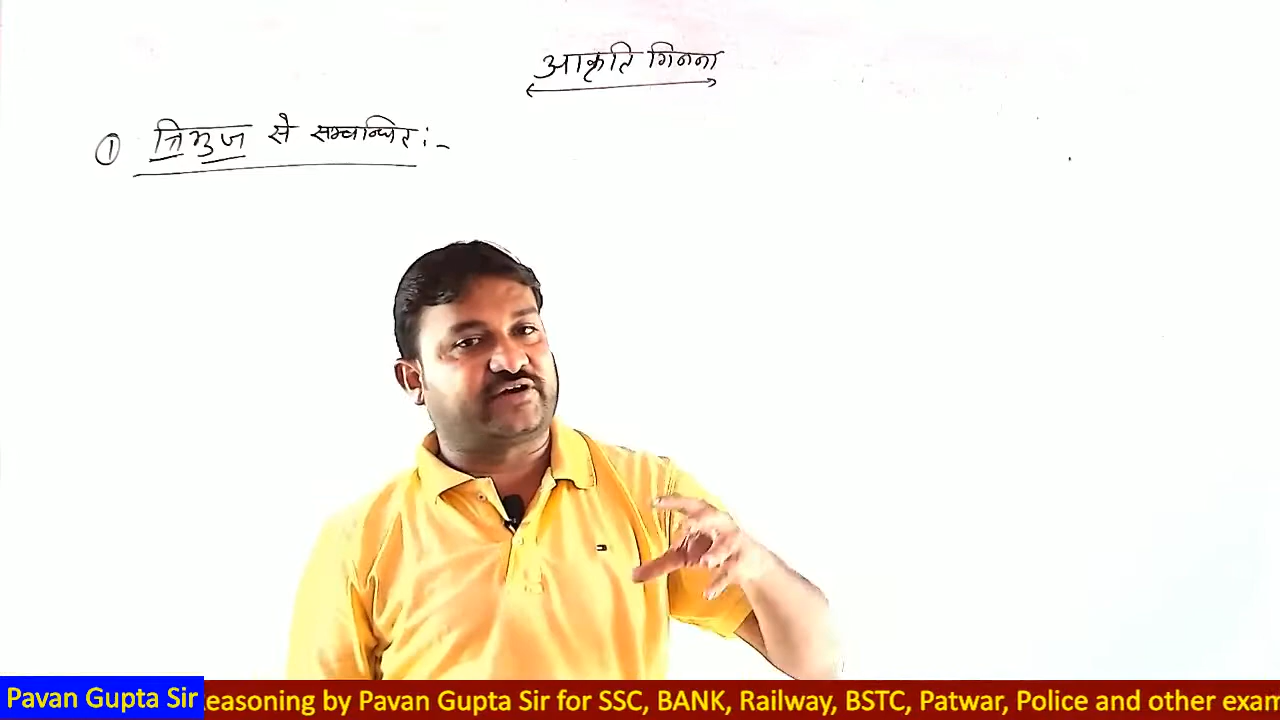 आकृति गिनना
① त्रिभुज से सम्बन्धित :-
Pavan Gupta Sir
Reasoning by Pavan Gupta Sir for SSC, BANK, Railway, BSTC, Patwar, Police and other exam